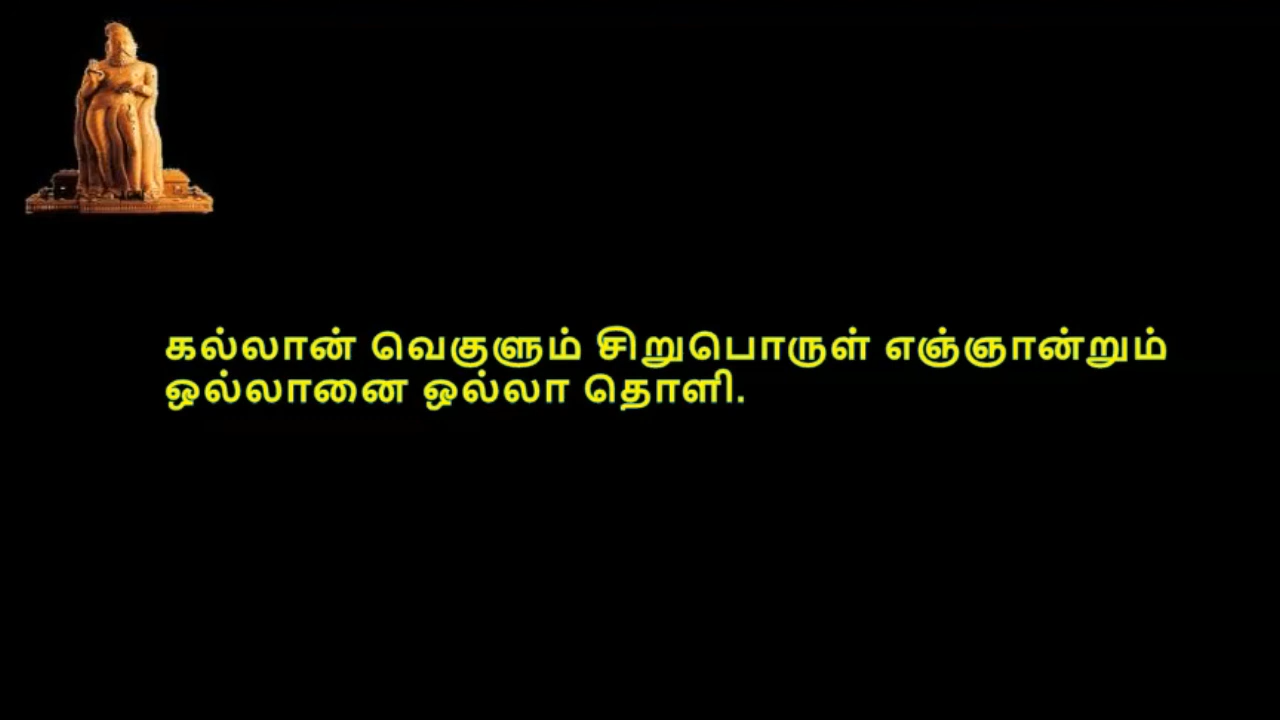 கல்லான் வெகுளும் சிறுபொருள் எஞ்ஞான்றும்
ஒல்லானை ஒல்லா தொளி.